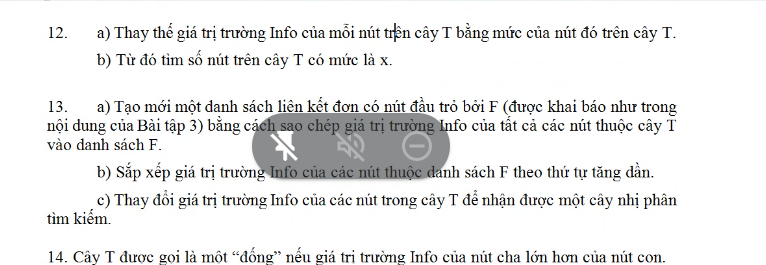 12. a) Thay thế giá trị trường Info của mỗi nút trện cây T bằng mức của nút đó trên cây T.
b) Từ đó tìm số nút trên cây T có mức là x.
13. a) Tạo mới một danh sách liên kết đơn có nút đầu trỏ bởi F (được khai báo như trong
nội dung của Bài tập 3) bằng cách sao chép giá trị trường Info của tất cả các nút thuộc cây T
vào danh sách F.
b) Sắp xếp giá trị trường Info của các nút thuộc danh sách F theo thứ tự tăng dần.
c) Thay đổi giá trị trường Info của các nút trong cây T để nhận được một cây nhị phân
tìm kiếm.
14. Cây T được gọi là một “đống” nếu giá trị trường Info của nút cha lớn hơn của nút con.